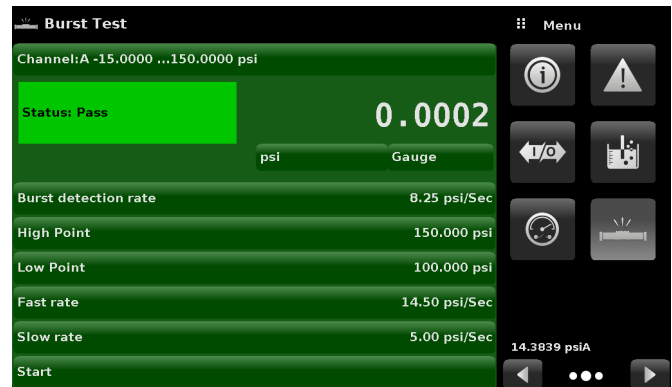 Burst Test
Channel:A -15.0000 ...150.0000 psi
Status: Pass
0.0002
psi
Gauge
Burst detection rate 8.25 psi/Sec
High Point 150.000 psi
Low Point 100.000 psi
Fast rate 14.50 psi/Sec
Slow rate 5.00 psi/Sec
Start
Menu
I/O
14.3839 psiA